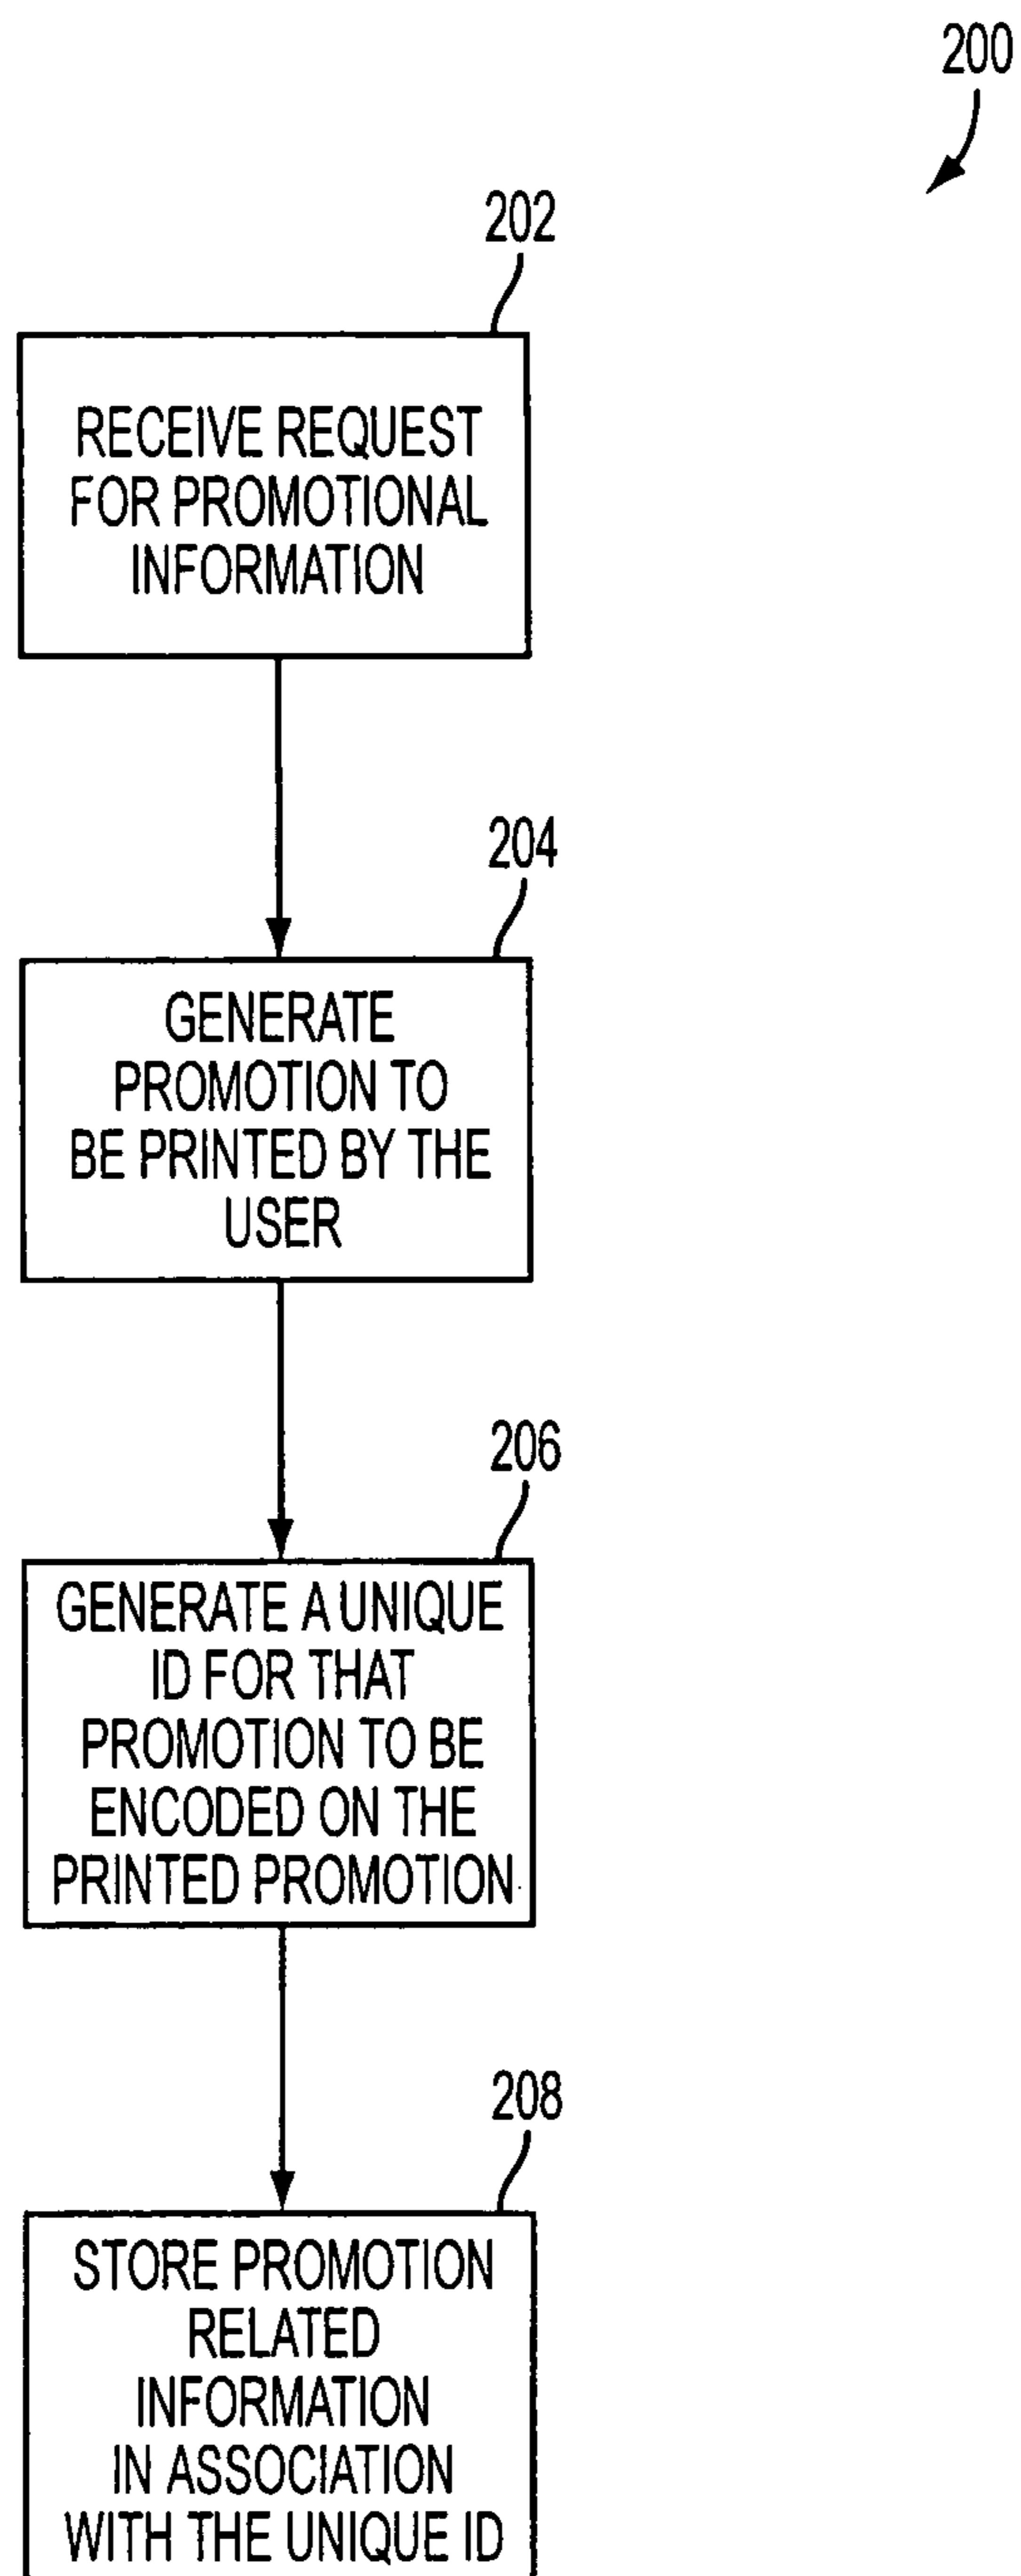 200
202
RECEIVE REQUEST
FOR PROMOTIONAL
INFORMATION
204
GENERATE
PROMOTION TO
BE PRINTED BY THE
USER
206
GENERATE A UNIQUE
ID FOR THAT
PROMOTION TO BE
ENCODED ON THE
PRINTED PROMOTION
208
STORE PROMOTION
RELATED
INFORMATION
IN ASSOCIATION
WITH THE UNIQUE ID